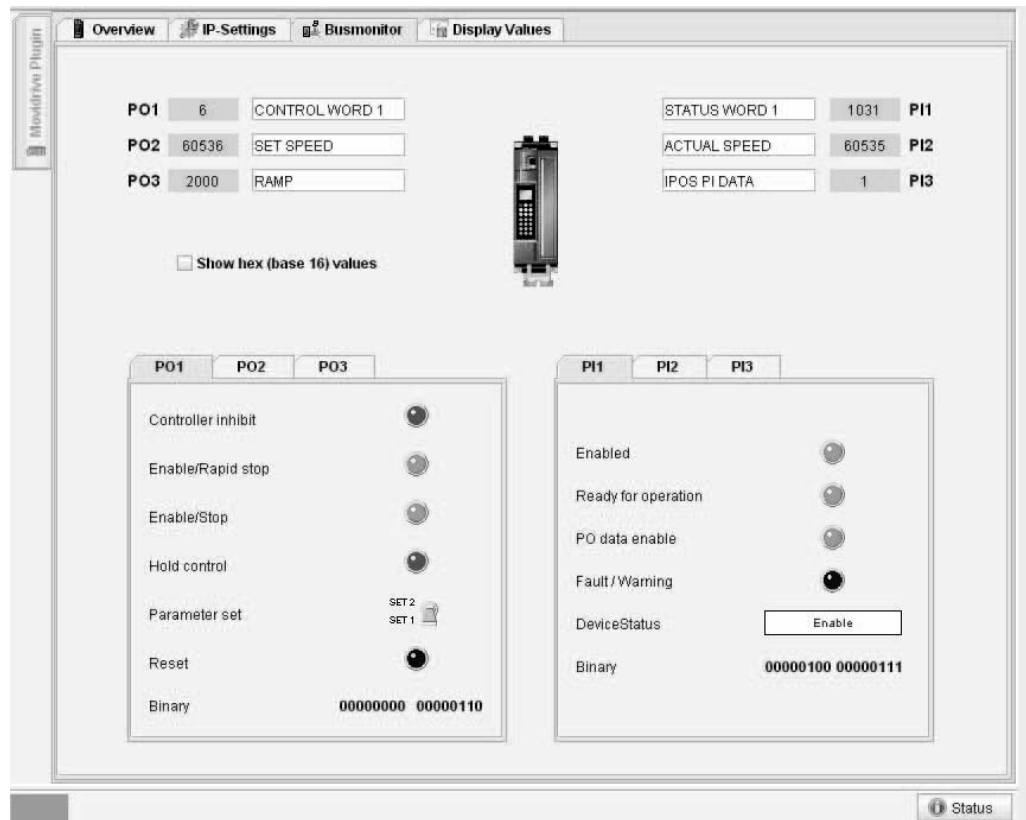 Movidrive Plugin
Overview IP-Settings Busmonitor Display Values
PO1 6 CONTROL WORD 1 STATUS WORD 1 1031 PI1
PO2 60536 SET SPEED ACTUAL SPEED 60535 PI2
PO3 2000 RAMP IPOS PI DATA 1 PI3
Show hex (base 16) values
PO1 PO2 PO3
Controller inhibit
Enable/Rapid stop
Enable/Stop
Hold control
Parameter set SET 2
SET 1
Reset
Binary 00000000 00000110
PI1 PI2 PI3
Enabled
Ready for operation
PO data enable
Fault / Warning
DeviceStatus Enable
Binary 00000100 00000111
Status